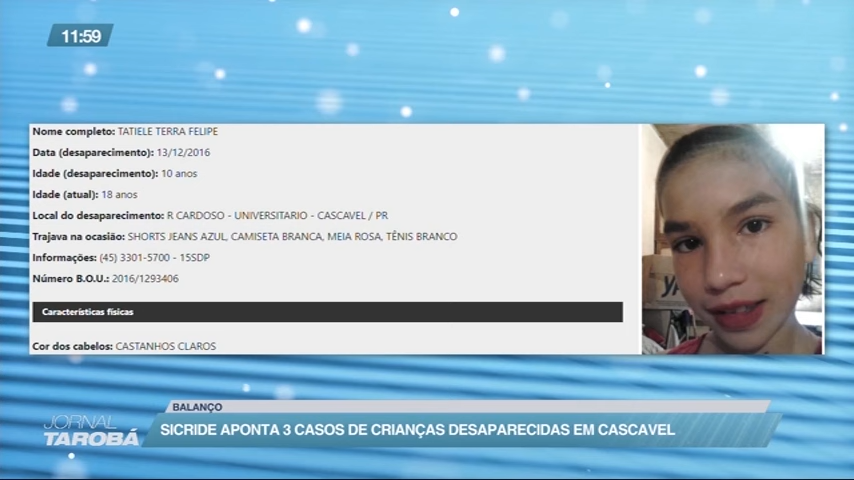 11:59
Nome completo: TATIELE TERRA FELIPE
Data (desaparecimento): 13/12/2016
Idade (desaparecimento): 10 anos
Idade (atual): 18 anos
Local do desaparecimento: R CARDOSO - UNIVERSITARIO - CASCAVEL / PR
Trajava na ocasião: SHORTS JEANS AZUL, CAMISETA BRANCA, MEIA ROSA, TÊNIS BRANCO
Informações: (45) 3301-5700 - 15SDP
Número B.O.U.: 2016/1293406
Características físicas
Cor dos cabelos: CASTANHOS CLAROS
BALANÇO
JORNAL
TAROBÁ
SICRIDE APONTA 3 CASOS DE CRIANÇAS DESAPARECIDAS EM CASCAVEL